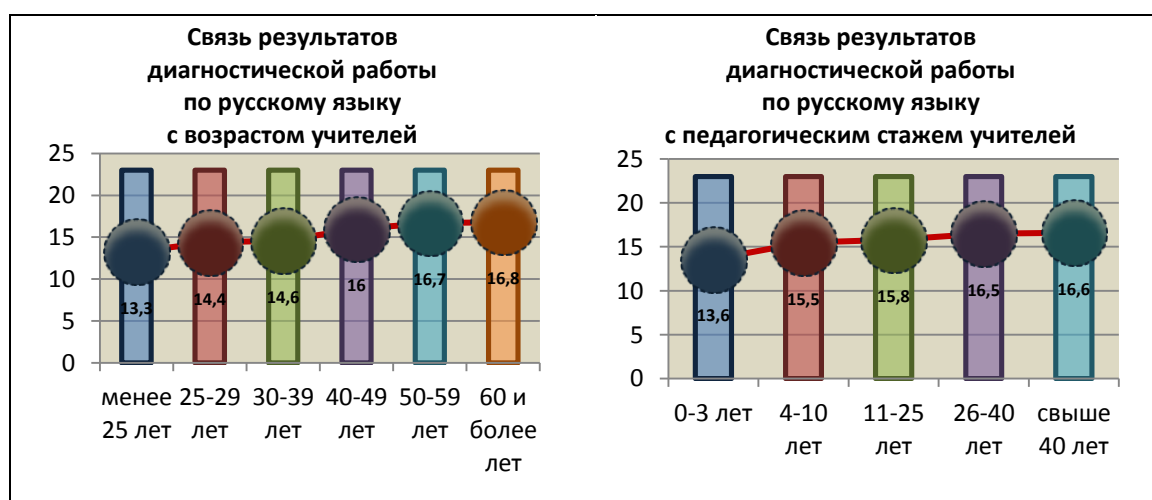 Связь результатов
диагностической работы
по русскому языку
с возрастом учителей
25
20
15
10
5
0
13,3
14,4
14,6
16
16,7
16,8
менее 25 лет
25-29 лет
30-39 лет
40-49 лет
50-59 лет
60 и более лет
Связь результатов
диагностической работы
по русскому языку
с педагогическим стажем учителей
25
20
15
10
5
0
13,6
15,5
15,8
16,5
16,6
0-3 лет
4-10 лет
11-25 лет
26-40 лет
свыше 40 лет